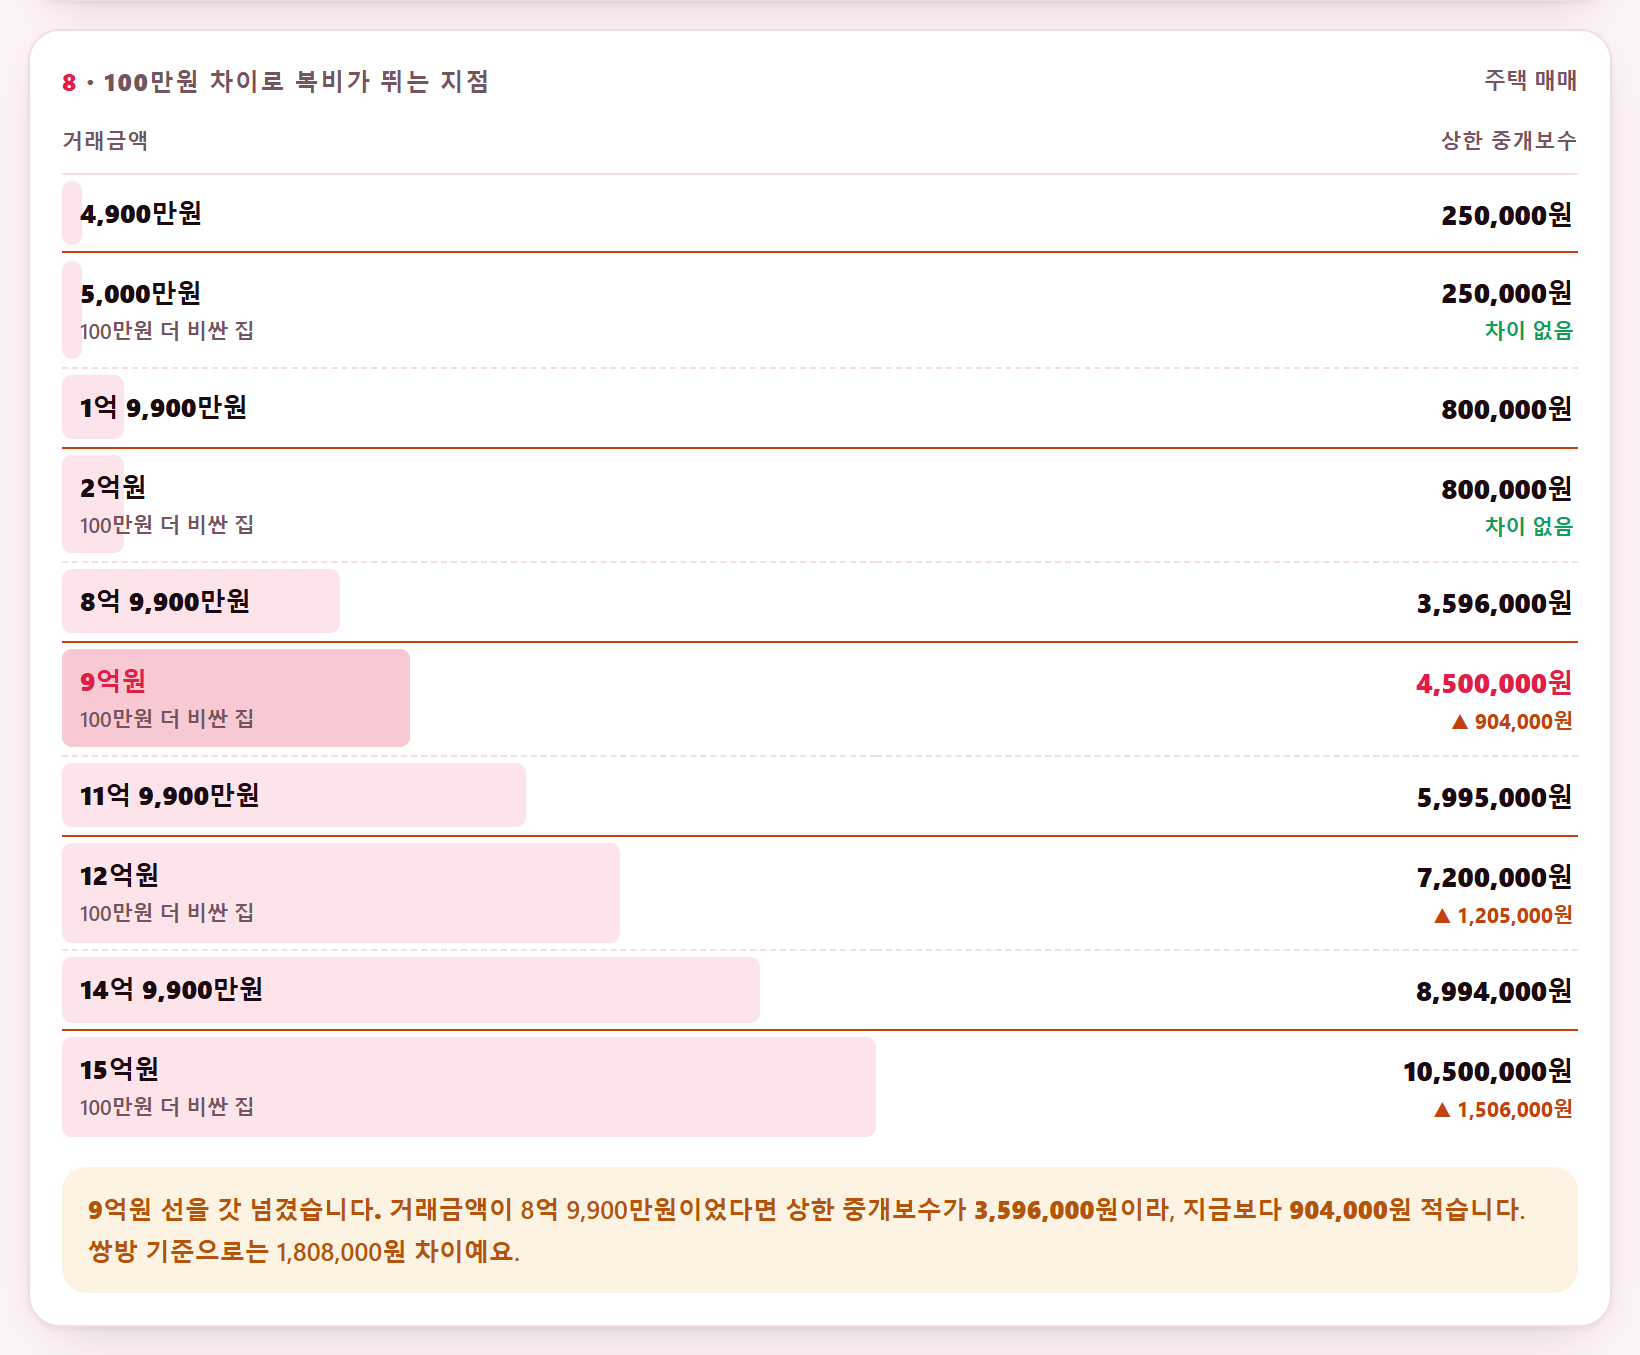 8 · 100만원 차이로 복비가 뛰는 지점
주택 매매
거래금액
상한 중개보수
4,900만원
250,000원
5,000만원
250,000원
100만원 더 비싼 집
차이 없음
1억 9,900만원
800,000원
2억원
800,000원
100만원 더 비싼 집
차이 없음
8억 9,900만원
3,596,000원
9억원
4,500,000원
100만원 더 비싼 집
▲ 904,000원
11억 9,900만원
5,995,000원
12억원
7,200,000원
100만원 더 비싼 집
▲ 1,205,000원
14억 9,900만원
8,994,000원
15억원
10,500,000원
100만원 더 비싼 집
▲ 1,506,000원
9억원 선을 갓 넘겼습니다. 거래금액이 8억 9,900만원이었다면 상한 중개보수가 3,596,000원이라, 지금보다 904,000원 적습니다.
쌍방 기준으로는 1,808,000원 차이예요.